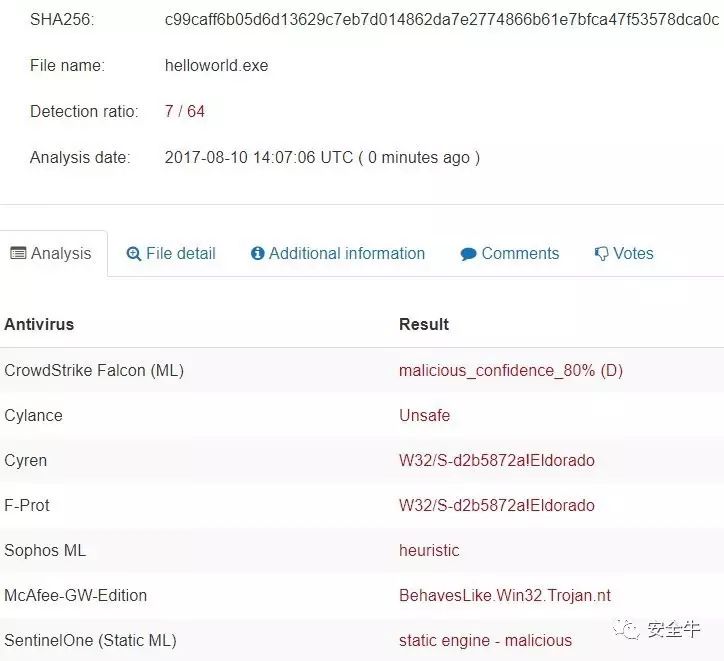 SHA256: c99caff6b05d6d13629c7eb7d014862da7e2774866b61e7bfca47f53578dca0c
File name: helloworld.exe
Detection ratio: 7 / 64
Analysis date: 2017-08-10 14:07:06 UTC ( 0 minutes ago )
Analysis File detail Additional information Comments Votes
Antivirus Result
CrowdStrike Falcon (ML) malicious_confidence_80% (D)
Cylance Unsafe
Cyren W32/S-d2b5872a!Eldorado
F-Prot W32/S-d2b5872a!Eldorado
Sophos ML heuristic
McAfee-GW-Edition BehavesLike.Win32.Trojan.nt
SentinelOne (Static ML) static engine - malicious
安全牛